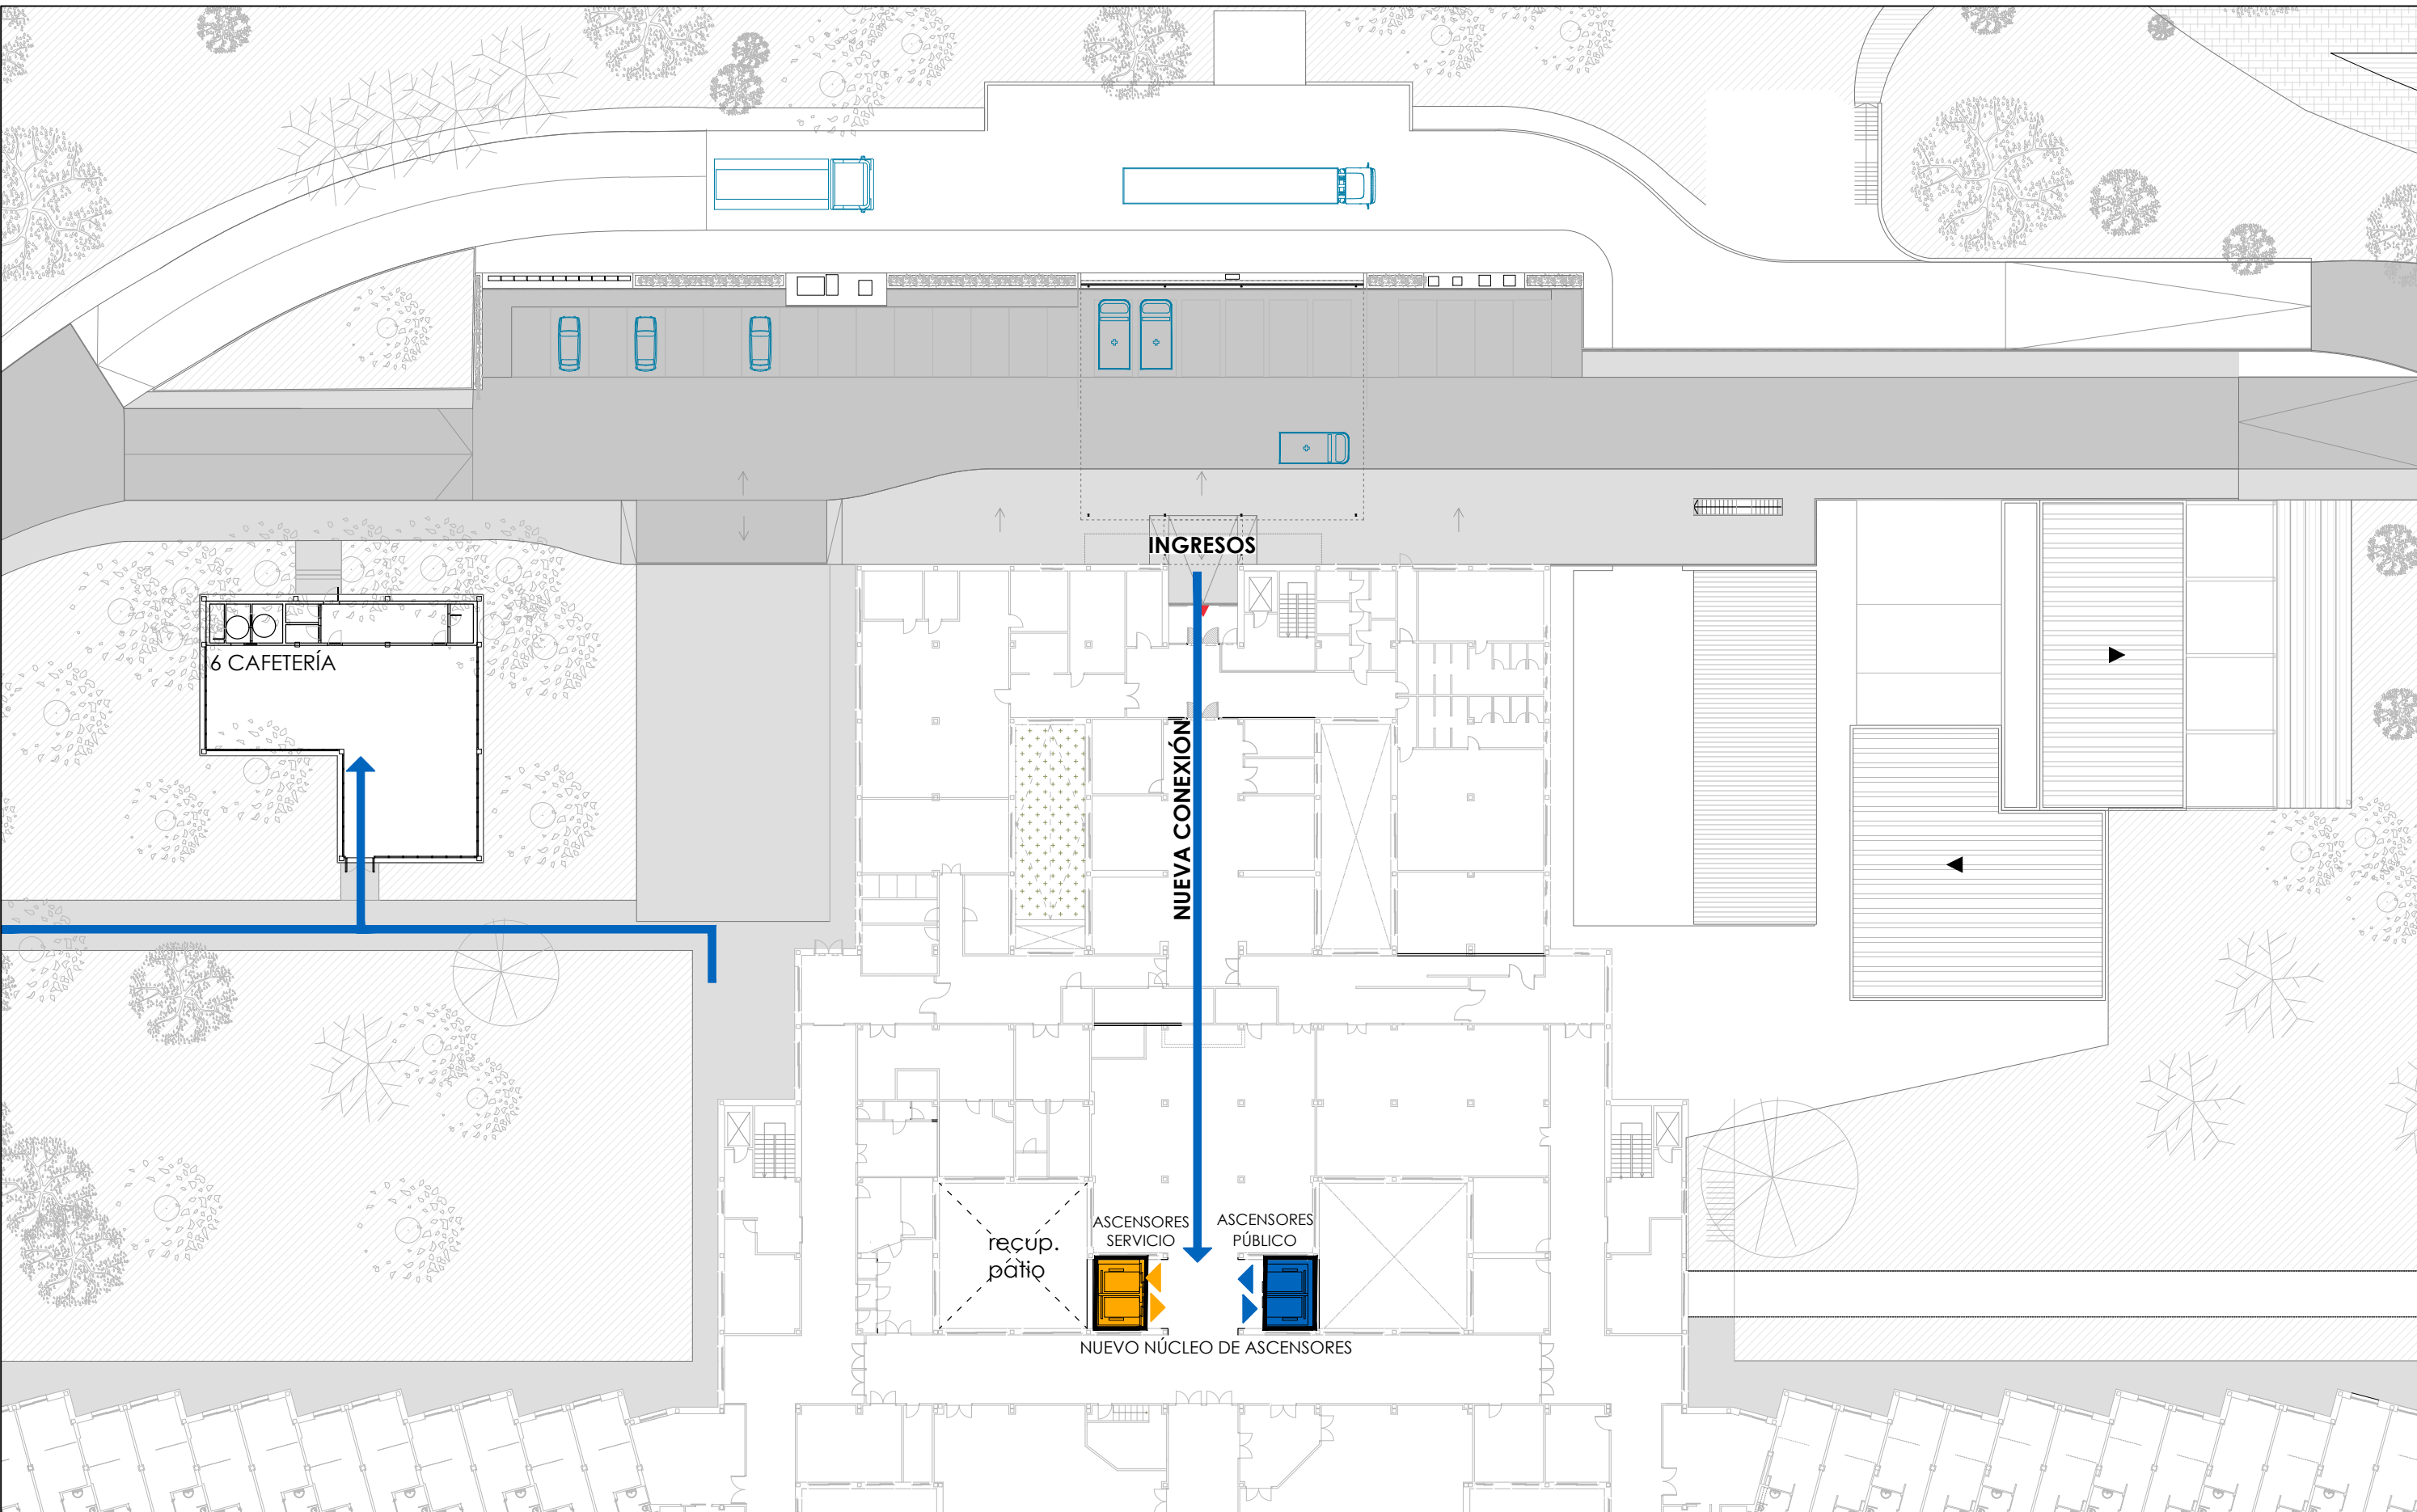 INGRESOS
6 CAFETERÍA
NUEVA CONEXIÓN
ASCENSORES
SERVICIO
ASCENSORES
PÚBLICO
recup.
patio
NUEVO NÚCLEO DE ASCENSORES